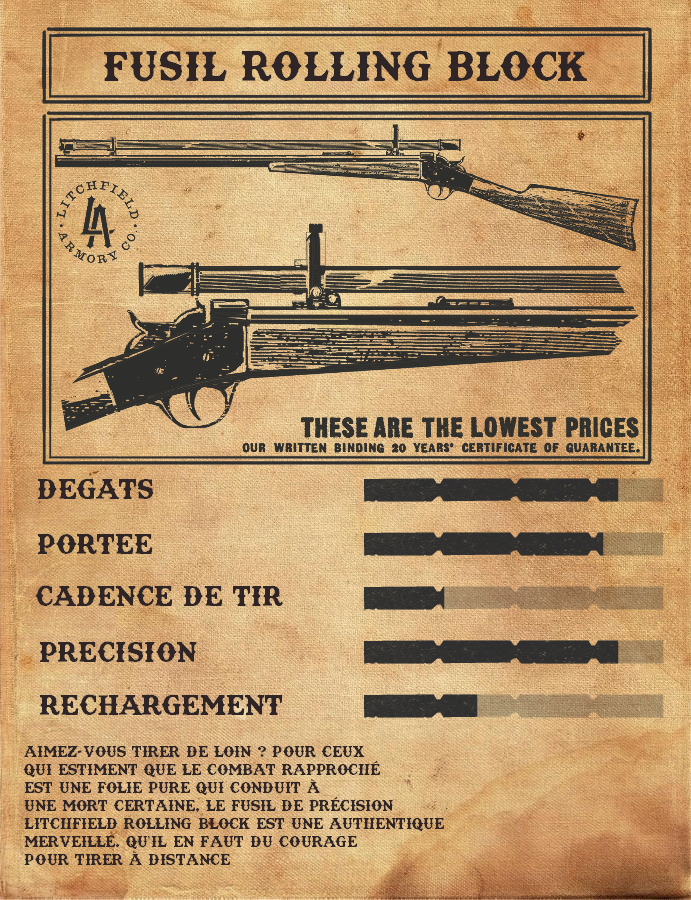 FUSIL ROLLING BLOCK
LITCHFIELD
LA
ARMORY CO.
THESE ARE THE LOWEST PRICES
OUR WRITTEN BINDING 20 YEARS' CERTIFICATE OF QUARANTEE.
DEGATS
PORTEE
CADENCE DE TIR
PRECISION
RECHARGEMENT
AIMEZ-VOUS TIRER DE LOIN ? POUR CEUX
QUI ESTIMENT QUE LE COMBAT RAPPROCHÉ
EST UNE FOLIE PURE QUI CONDUIT À
UNE MORT CERTAINE, LE FUSIL DE PRÉCISION
LITCHFIELD ROLLING BLOCK EST UNE AUTHENTIQUE
MERVEILLE. QU'IL EN FAUT DU COURAGE
POUR TIRER À DISTANCE